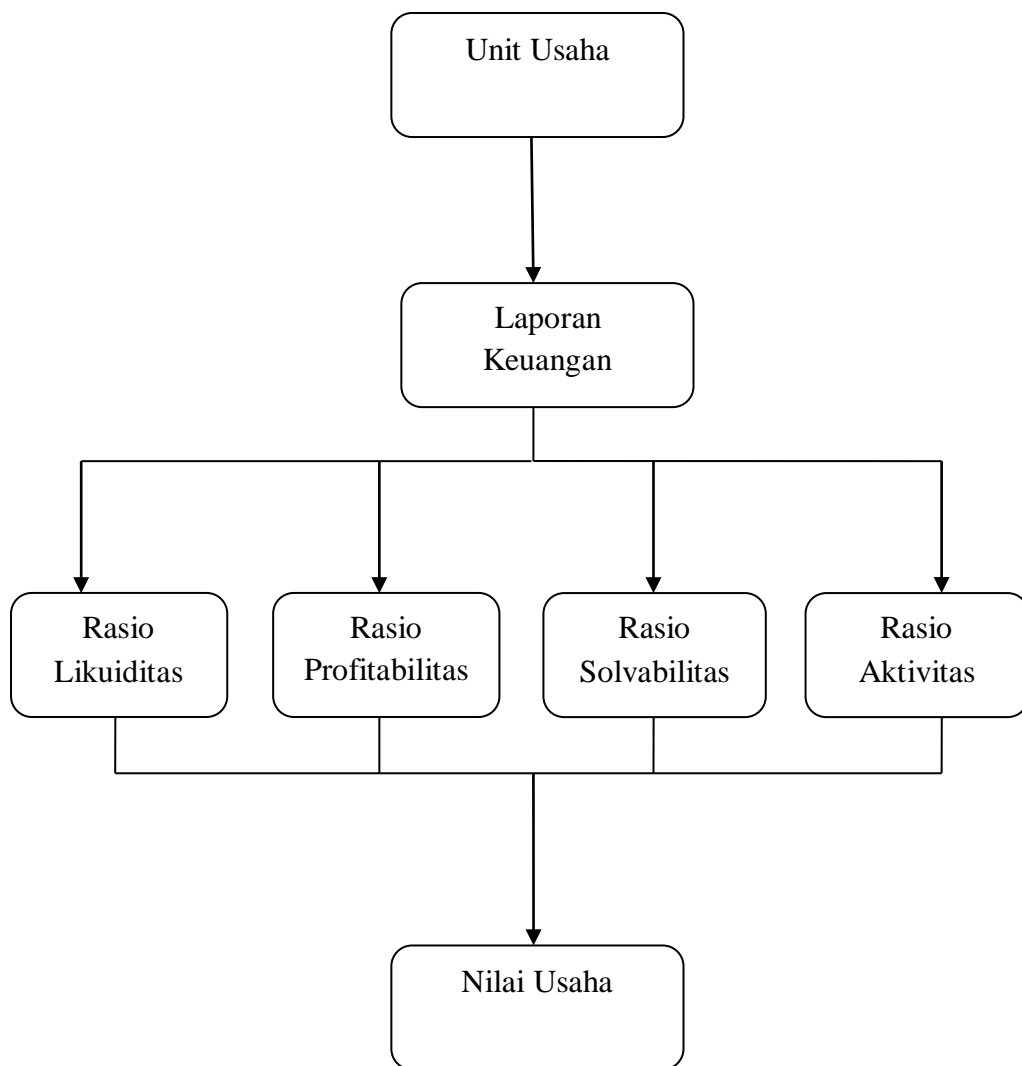 Unit Usaha
Laporan
Keuangan
Rasio
Likuiditas
Rasio
Profitabilitas
Rasio
Solvabilitas
Rasio
Aktivitas
Nilai Usaha